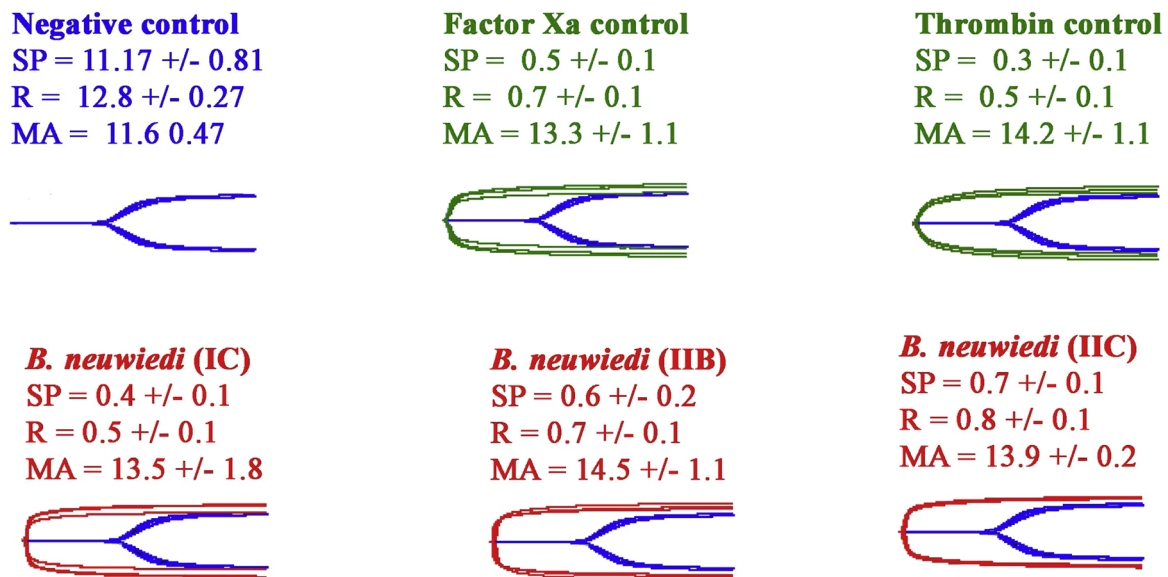 Negative control
SP = 11.17 +/- 0.81
R = 12.8 +/- 0.27
MA = 11.6 0.47
Factor Xa control
SP = 0.5 +/- 0.1
R = 0.7 +/- 0.1
MA = 13.3 +/- 1.1
Thrombin control
SP = 0.3 +/- 0.1
R = 0.5 +/- 0.1
MA = 14.2 +/- 1.1
B. neuwiedi (IC)
SP = 0.4 +/- 0.1
R = 0.5 +/- 0.1
MA = 13.5 +/- 1.8
B. neuwiedi (IIB)
SP = 0.6 +/- 0.2
R = 0.7 +/- 0.1
MA = 14.5 +/- 1.1
B. neuwiedi (IIC)
SP = 0.7 +/- 0.1
R = 0.8 +/- 0.1
MA = 13.9 +/- 0.2